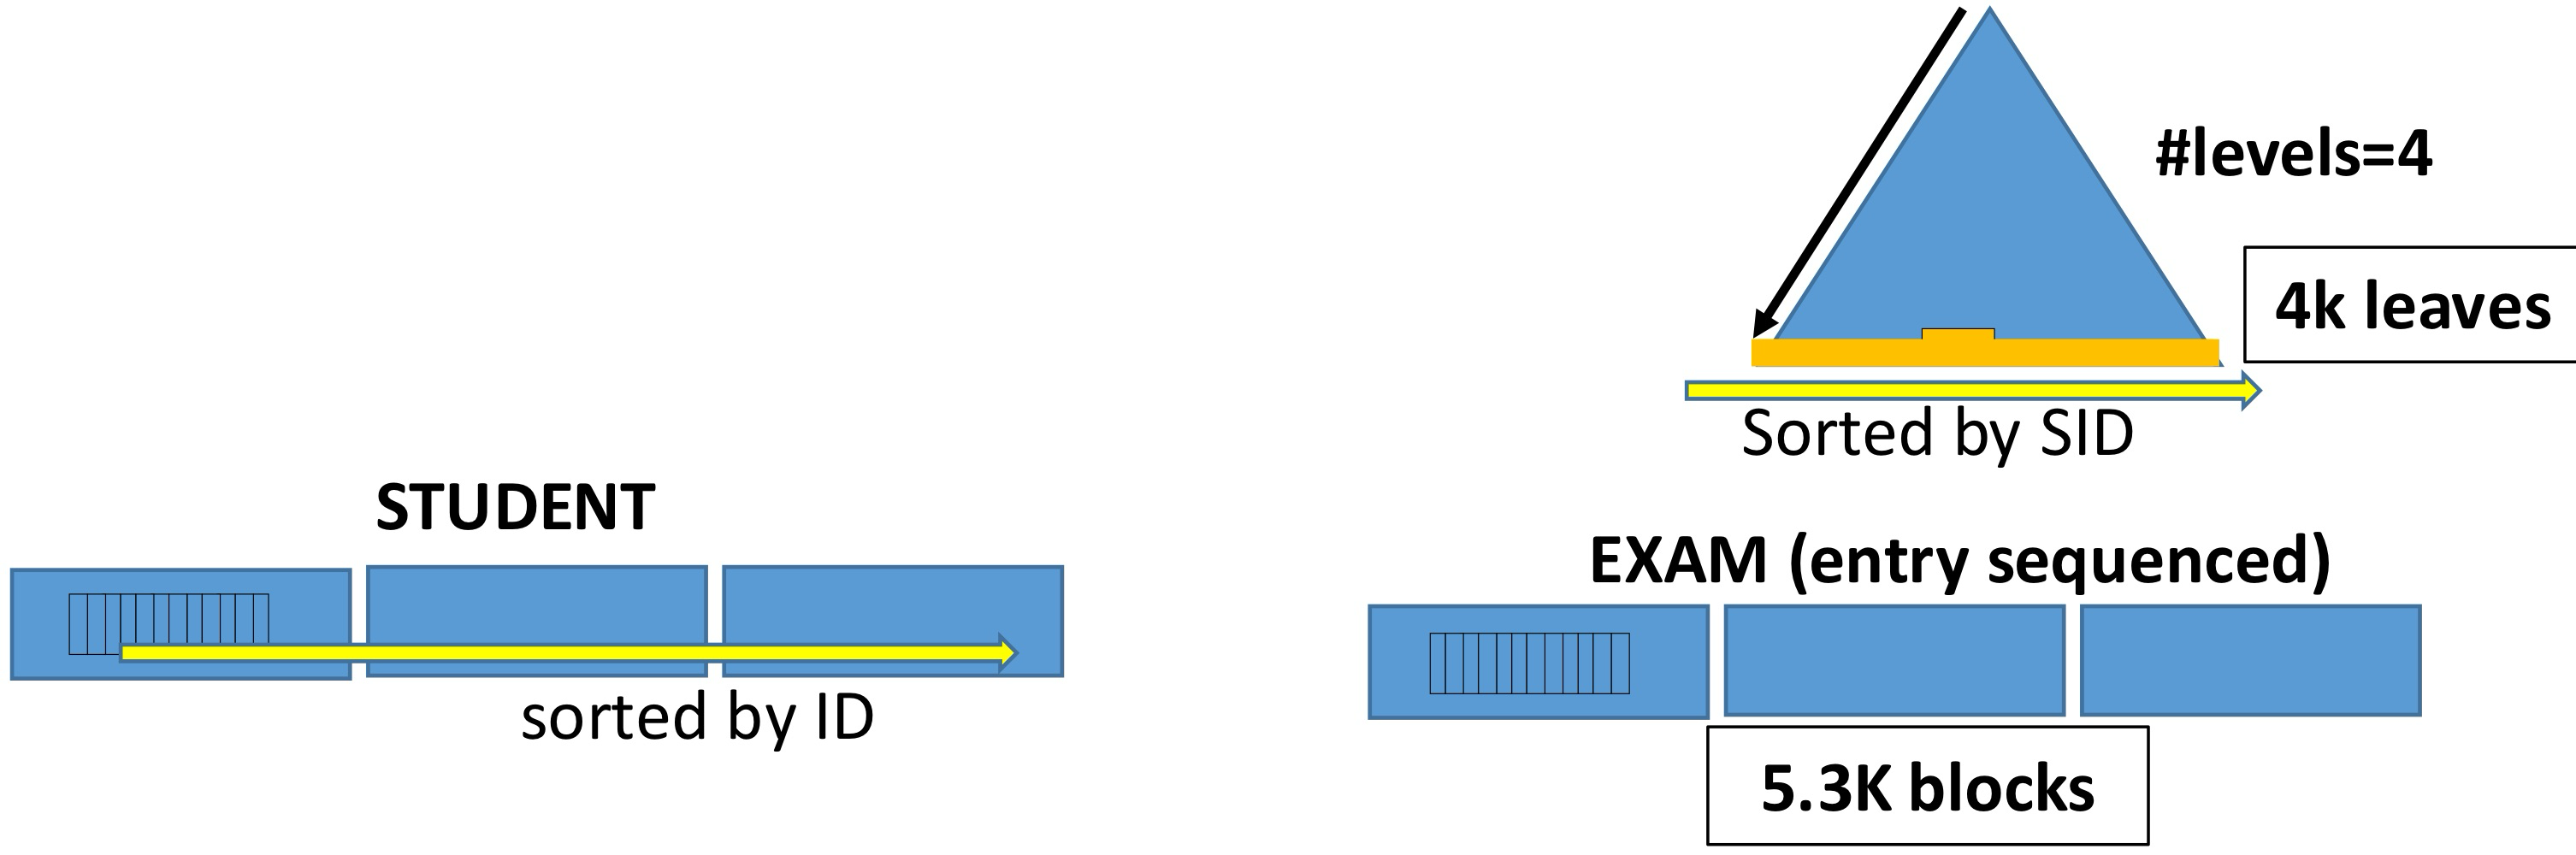 #levels=4
4k leaves
Sorted by SID
STUDENT
sorted by ID
EXAM (entry sequenced)
5.3K blocks